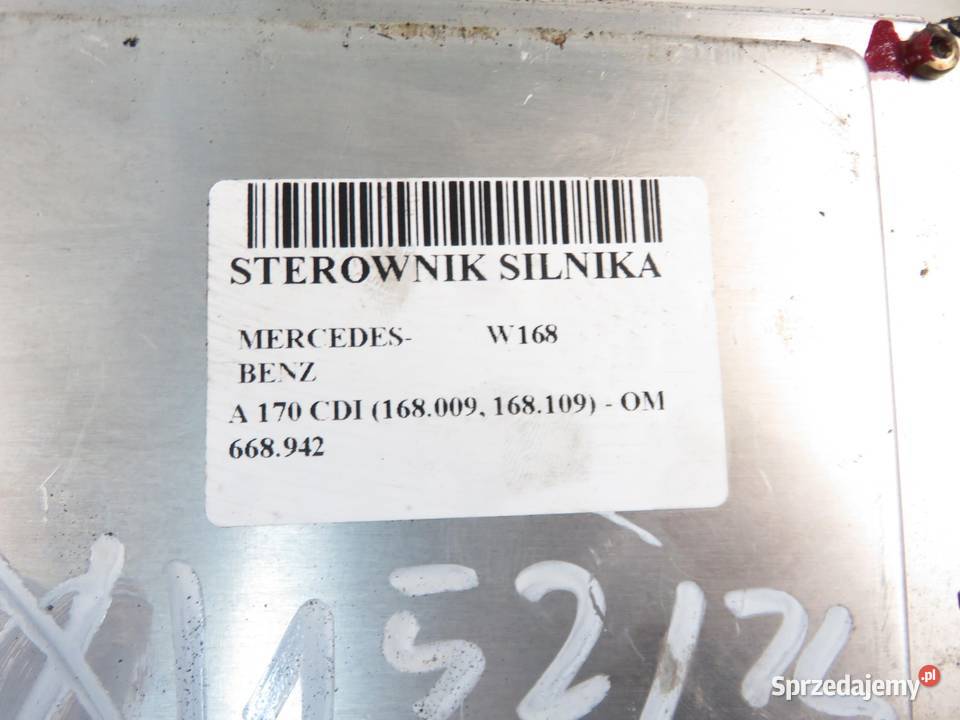 STEROWNIK SILNIKA
MERCEDES- W168
BENZ
A 170 CDI (168.009, 168.109) - OM
668.942
Sprzedajemy.pl